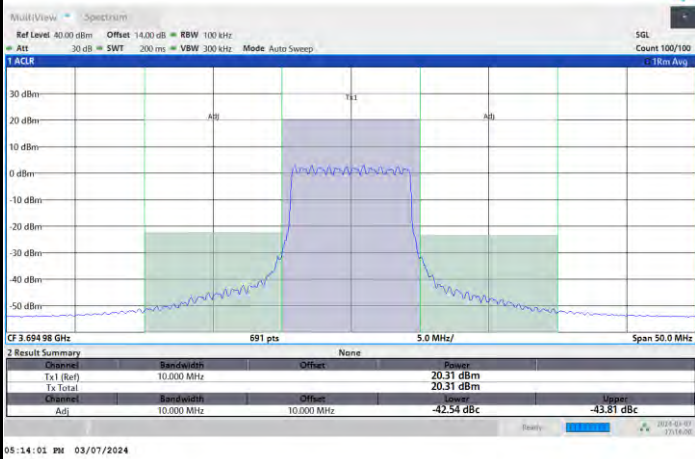 MultiView Spectrum
Ref Level 40.00 dBm Offset 14.00 dB RBW 100 kHz SGL
Att 30 dB SWT 200 ms VBW 300 kHz Mode Auto Sweep Count 100/100
1 ACLR 1Rm Avg
30 dBm
Tx1
20 dBm Adj Adj
10 dBm
0 dBm
-10 dBm
-20 dBm
-30 dBm
-40 dBm
-50 dBm
CF 3.694 98 GHz 691 pts 5.0 MHz/ Span 50.0 MHz
2 Result Summary None
Channel Bandwidth Offset Power
Tx1 (Ref) 10.000 MHz 20.31 dBm
Tx Total 20.31 dBm
Channel Bandwidth Offset Lower Upper
Adj 10.000 MHz 10.000 MHz -42.54 dBc -43.81 dBc
Ready 2024-03-07
05:14:01 PM 03/07/2024